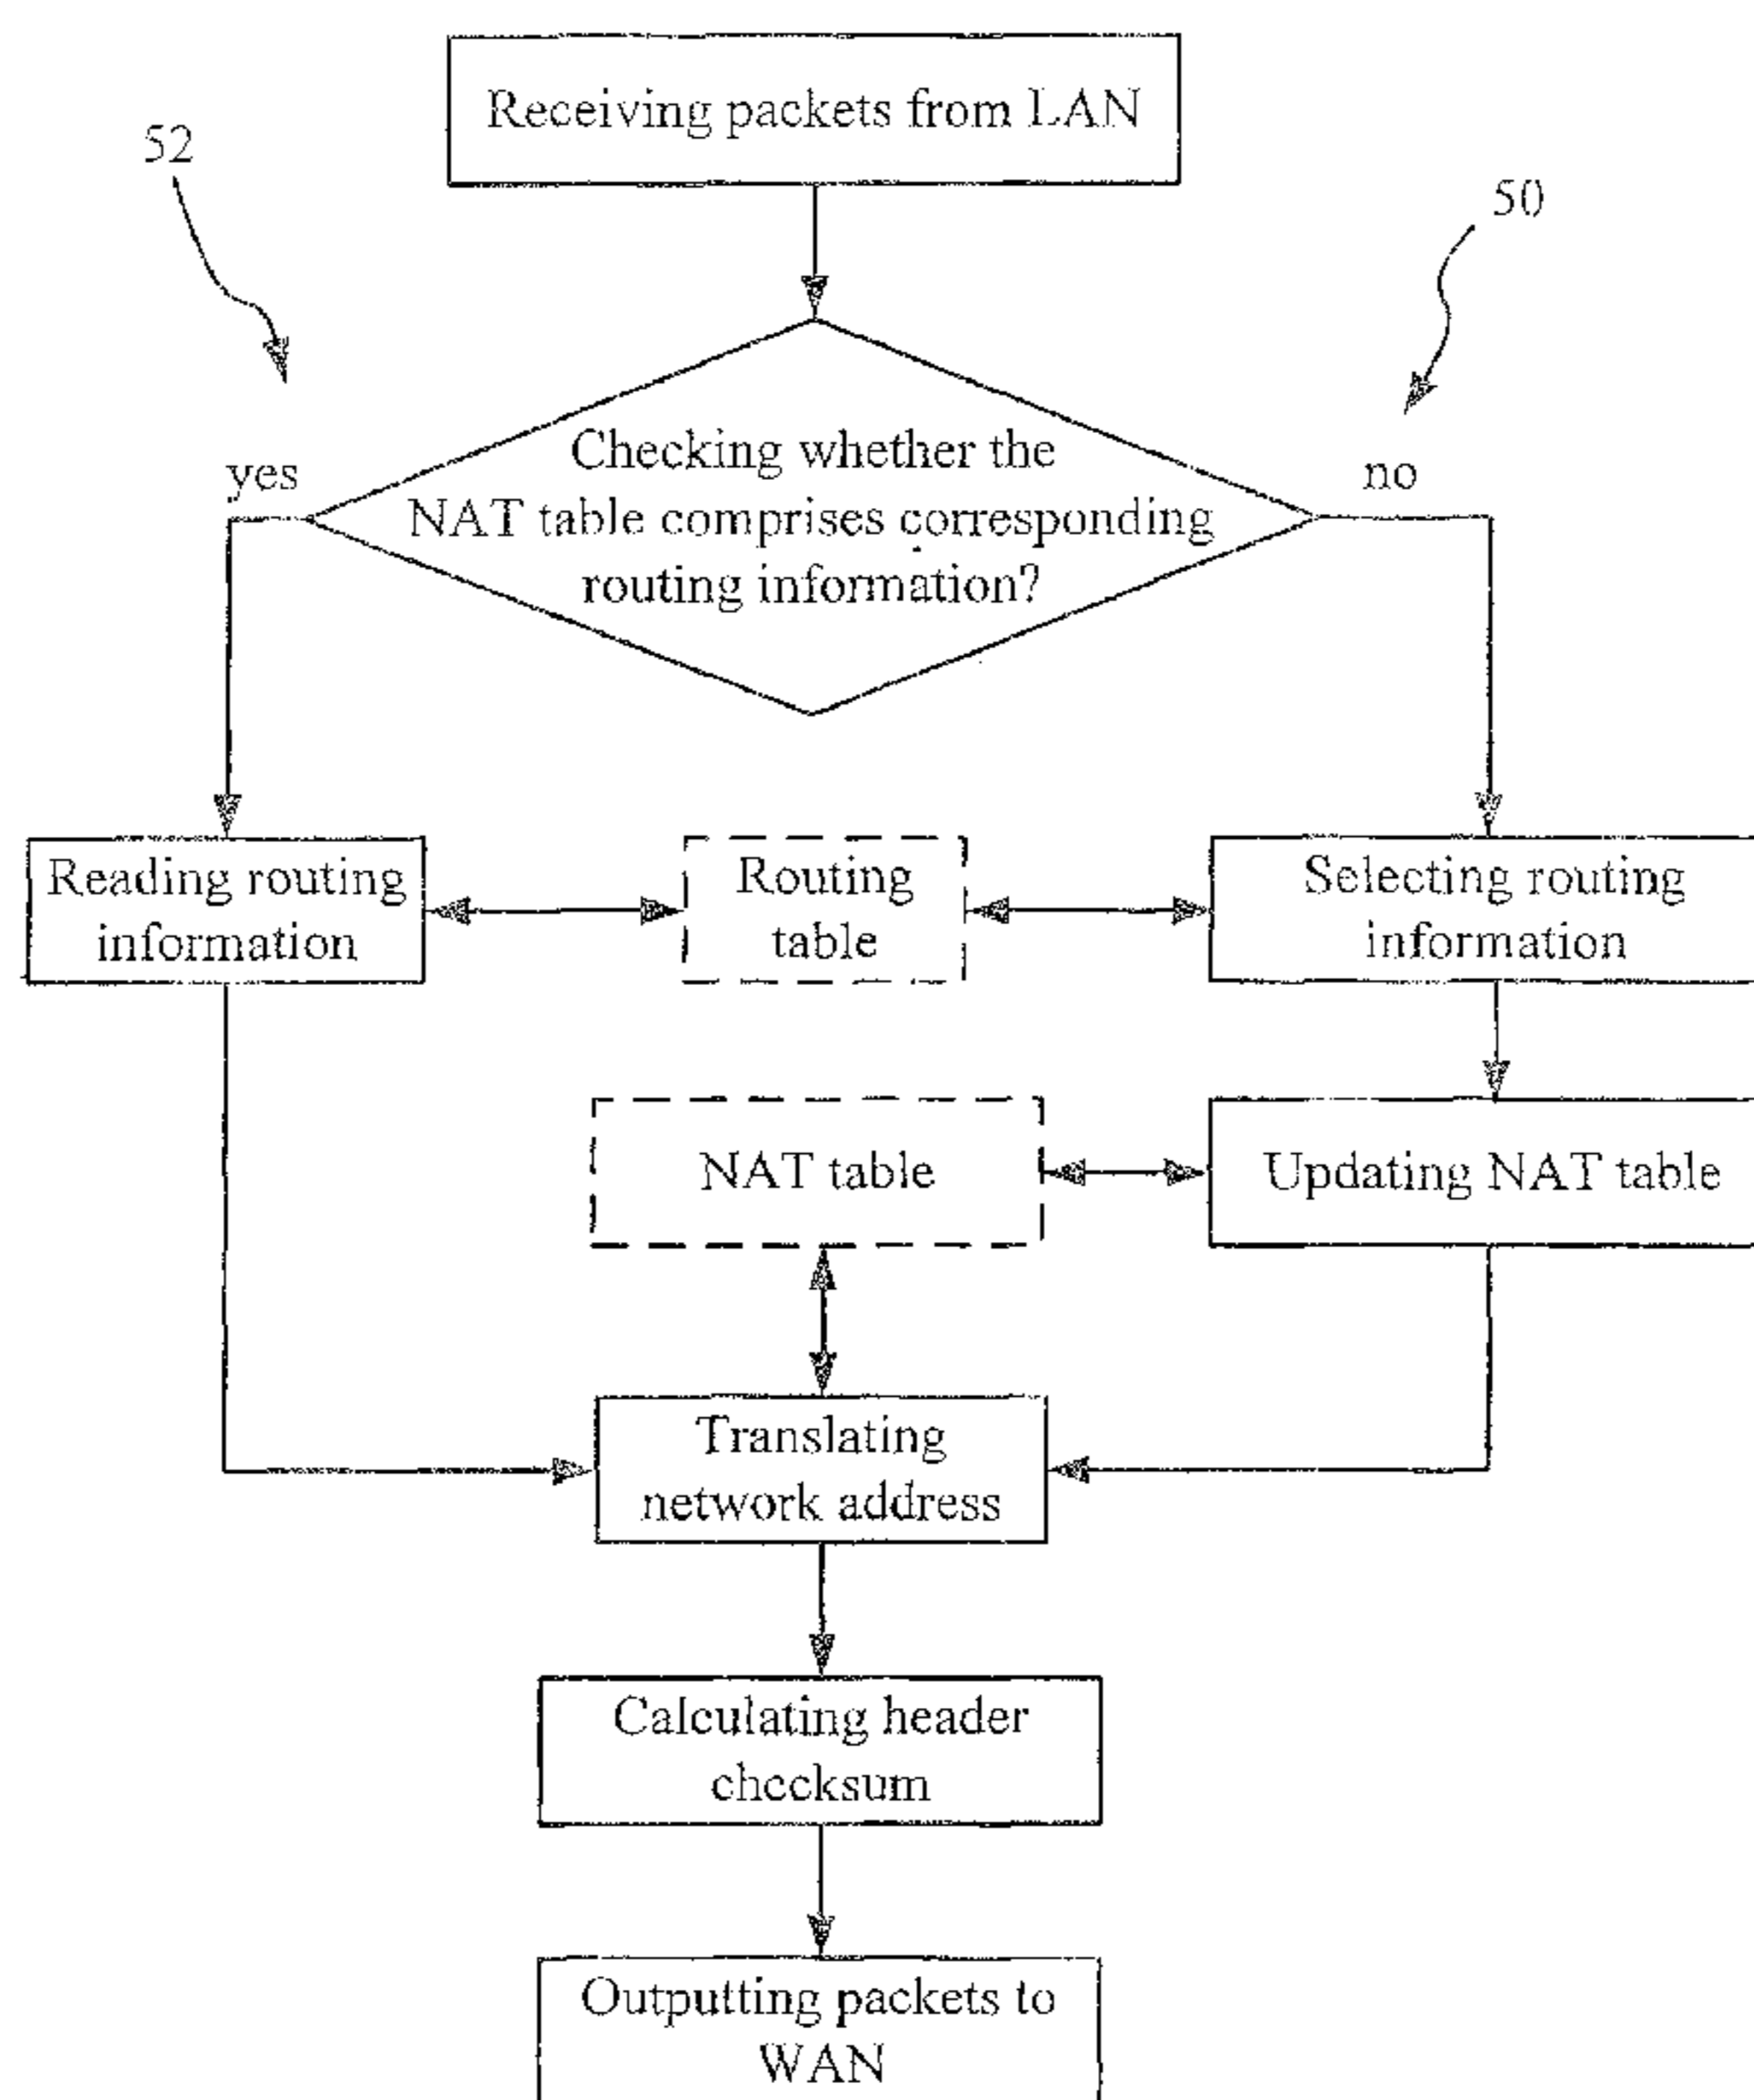 Receiving packets from LAN
52
50
Checking whether the
NAT table comprises corresponding
routing information?
yes
no
Reading routing
information
Routing
table
Selecting routing
information
NAT table
Updating NAT table
Translating
network address
Calculating header
checksum
Outputting packets to
WAN